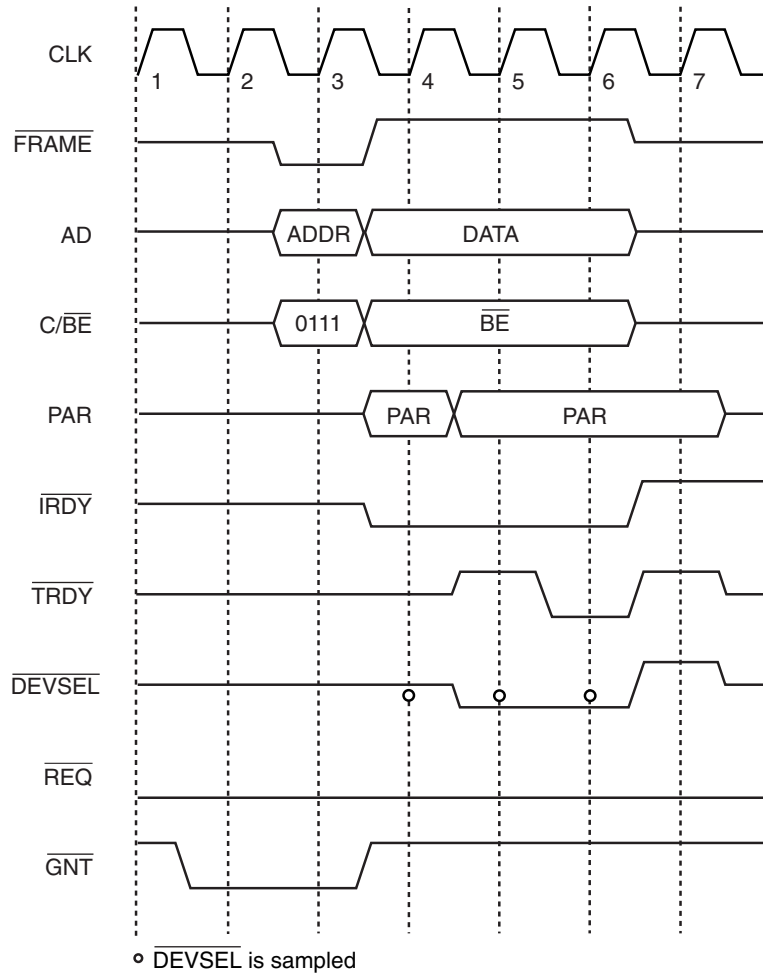 CLK
1 2 3 4 5 6 7
FRAME
AD ADDR DATA
C/BE 0111 BE
PAR PAR PAR
IRDY
TRDY
DEVSEL
REQ
GNT
DEVSEL is sampled